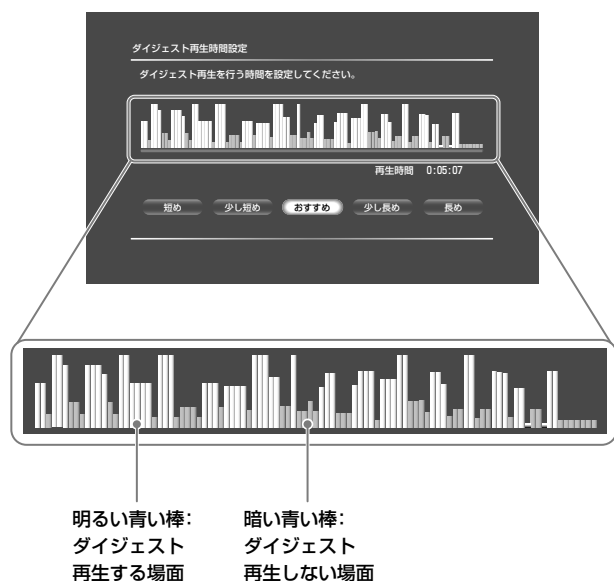 ダイジェスト再生時間設定
ダイジェスト再生を行う時間を設定してください。
再生時間 0:05:07
短め 少し短め おすすめ 少し長め 長め
明るい青い棒：
ダイジェスト
再生する場面
暗い青い棒：
ダイジェスト
再生しない場面